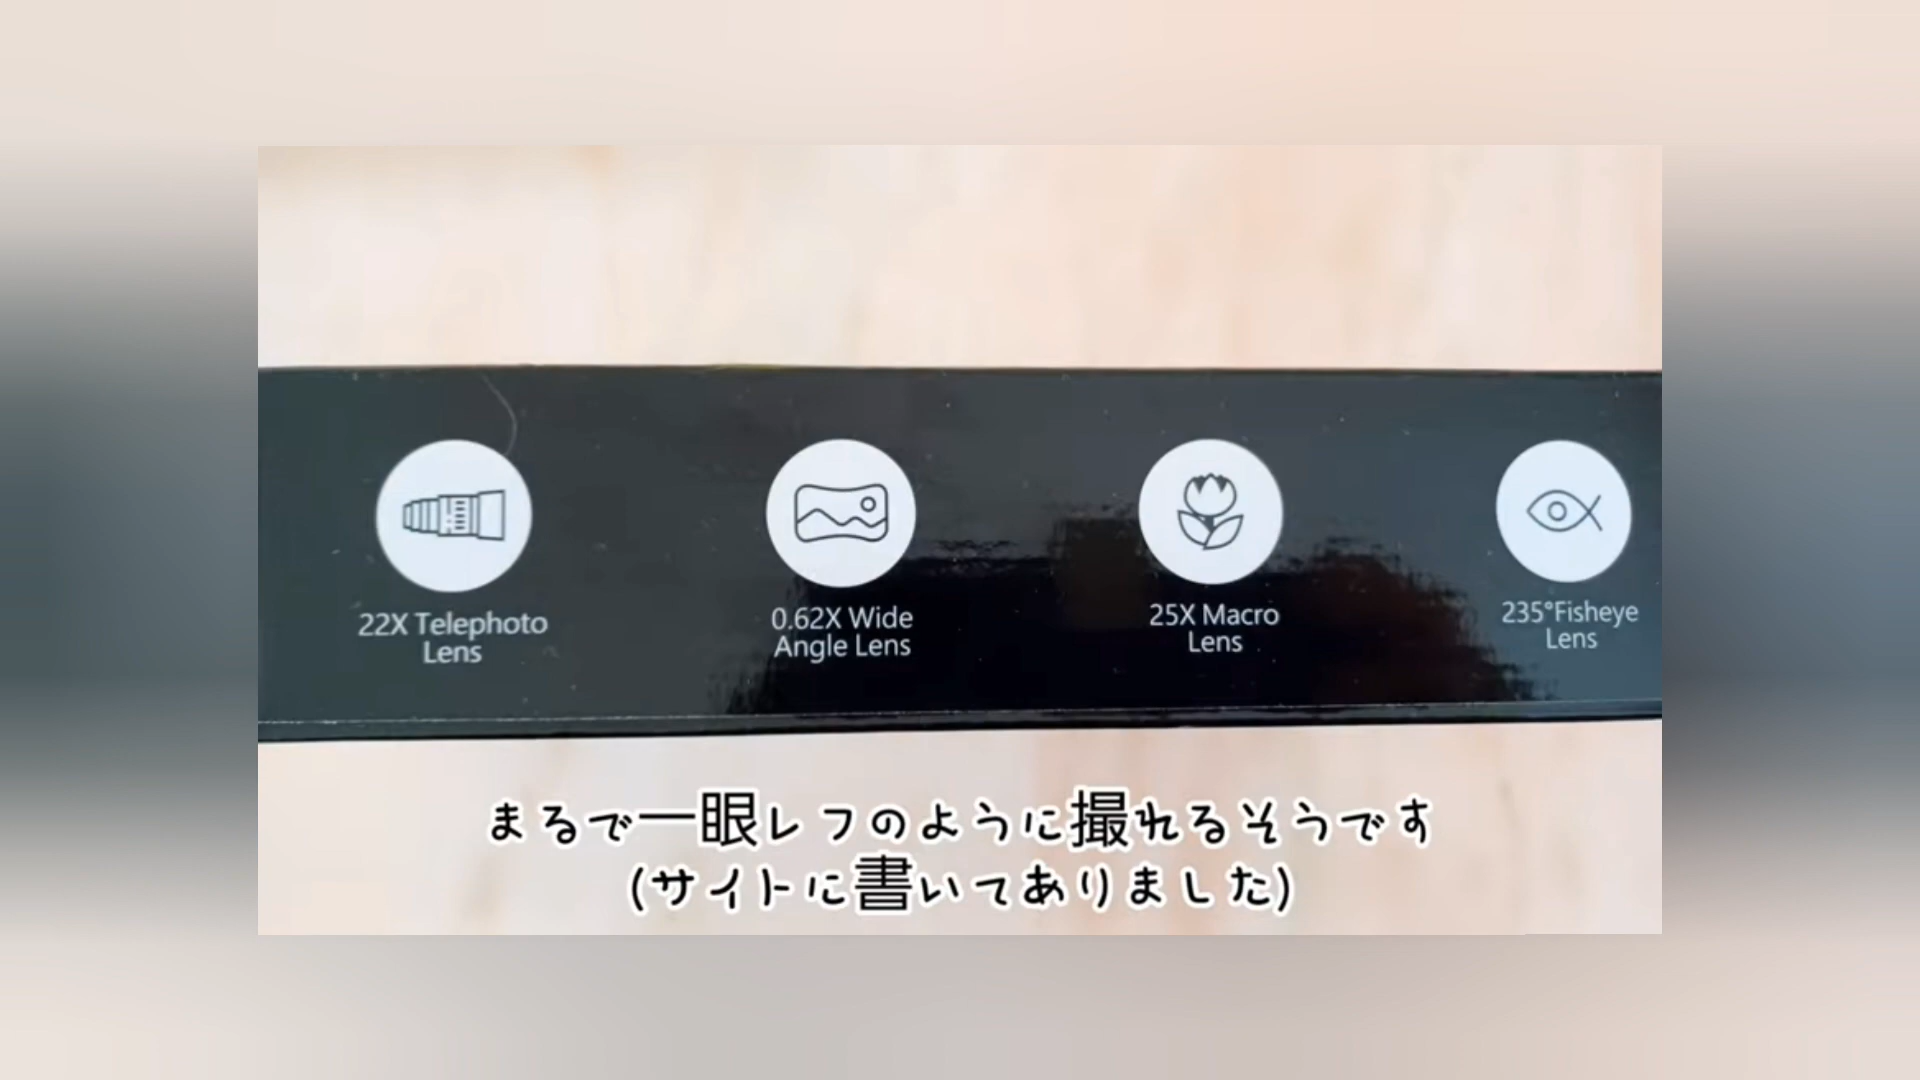 22X Telephoto
Lens
0.62X Wide
Angle Lens
25X Macro
Lens
235°Fisheye
Lens
まるで一眼レフのように撮れるそうです
(サイトに書いてありました)